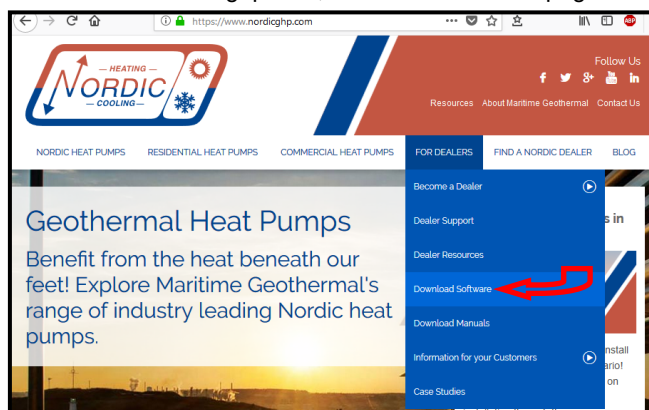 https://www.nordicghp.com
ABP
HEATING
NORDIC
COOLING
Follow Us
Resources About Maritime Geothermal Contact Us
NORDIC HEAT PUMPS RESIDENTIAL HEAT PUMPS COMMERCIAL HEAT PUMPS FOR DEALERS FIND A NORDIC DEALER BLOG
Become a Dealer
Dealer Support
Dealer Resources
Download Software
Download Manuals
Information for your Customers
Case Studies
Geothermal Heat Pumps
Benefit from the heat beneath our
feet! Explore Maritime Geothermal's
range of industry leading Nordic heat
pumps.
s in
nstall
ario!
on